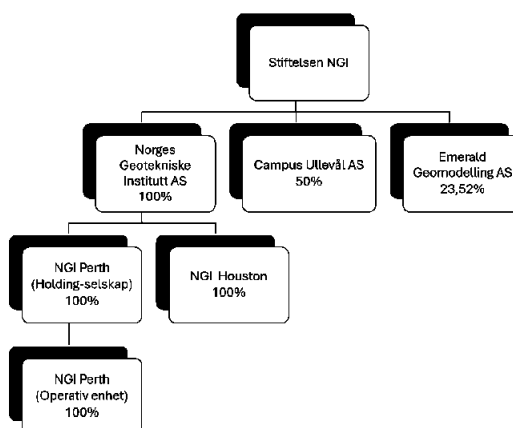 Stiftelsen NGI
Norges
Geotekniske
Institutt AS
100%
Campus Ullevål AS
50%
Emerald
Geomodelling AS
23,52%
NGI Perth
(Holding-selskap)
100%
NGI Houston
100%
NGI Perth
(Operativ enhet)
100%